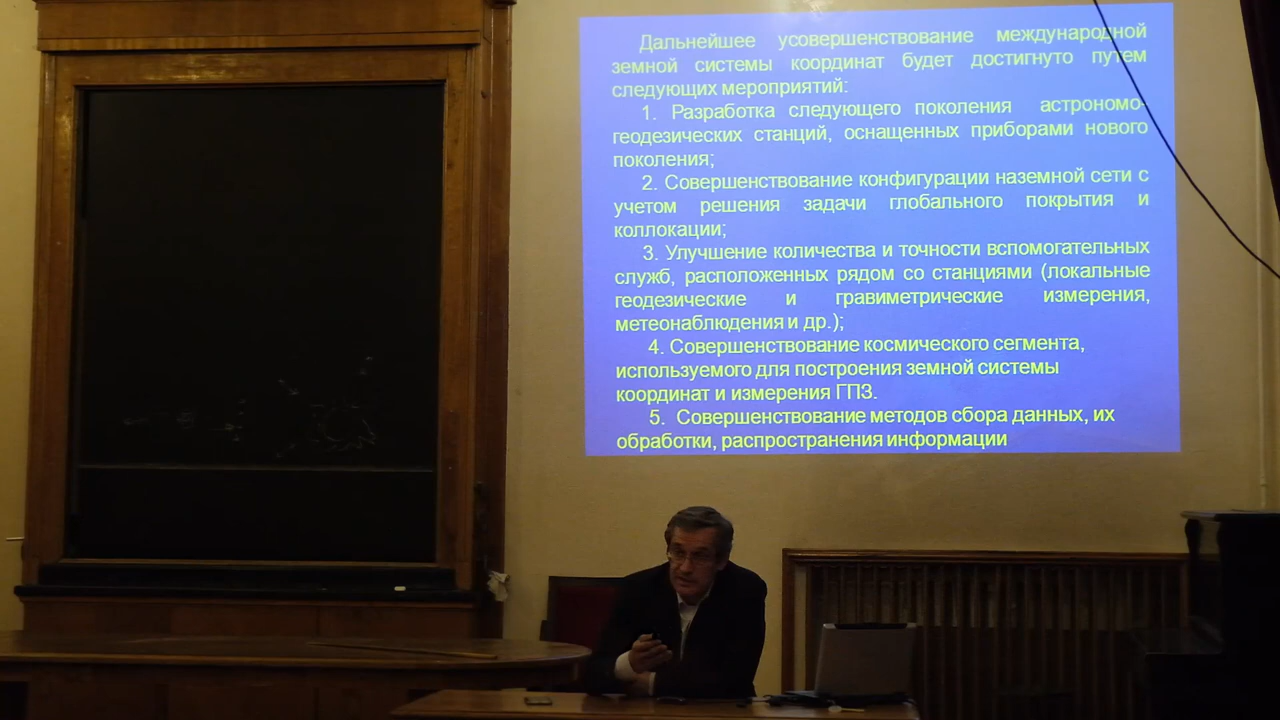 Дальнейшее усовершенствование международной
земной системы координат будет достигнуто путем
следующих мероприятий:
1. Разработка следующего поколения астрономо-
геодезических станций, оснащенных приборами нового
поколения;
2. Совершенствование конфигурации наземной сети с
учетом решения задачи глобального покрытия и
коллокации;
3. Улучшение количества и точности вспомогательных
служб, расположенных рядом со станциями (локальные
геодезические и гравиметрические измерения,
метеонаблюдения и др.);
4. Совершенствование космического сегмента,
используемого для построения земной системы
координат и измерения ГПЗ.
5. Совершенствование методов сбора данных, их
обработки, распространения информации